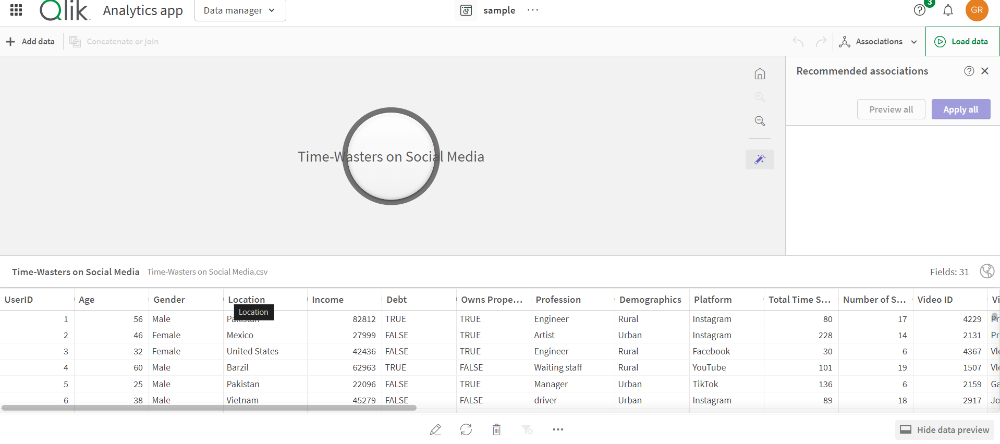 Qlik Analytics app Data manager sample ... 3 GR
Add data Concatenate or join Associations Load data
Recommended associations
Preview all Apply all
Time-Wasters on Social Media
Time-Wasters on Social Media Time-Wasters on Social Media.csv Fields: 31
UserID Age Gender Location Income Debt Owns Prope... Profession Demographics Platform Total Time S... Number of S... Video ID Vi
Location
1 56 Male Pakistan 82812 TRUE TRUE Engineer Rural Instagram 80 17 4229 Pr
2 46 Female Mexico 27999 FALSE TRUE Artist Urban Instagram 228 14 2131 Pr
3 32 Female United States 42436 FALSE TRUE Engineer Rural Facebook 30 6 4367 Vlo
4 60 Male Barzil 62963 TRUE FALSE Waiting staff Rural YouTube 101 19 1507 Vlo
5 25 Male Pakistan 22096 FALSE TRUE Manager Urban TikTok 136 6 2159 Ga
6 38 Male Vietnam 45279 FALSE FALSE driver Urban Instagram 89 18 2917 Jo
Hide data preview